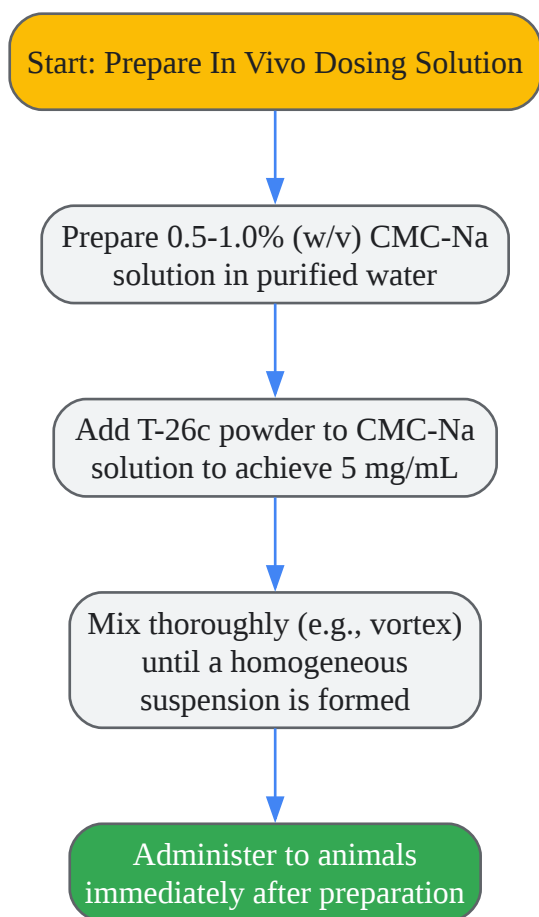 Start: Prepare In Vivo Dosing Solution
Prepare 0.5-1.0% (w/v) CMC-Na
solution in purified water
Add T-26c powder to CMC-Na
solution to achieve 5 mg/mL
Mix thoroughly (e.g., vortex)
until a homogeneous
suspension is formed
Administer to animals
immediately after preparation